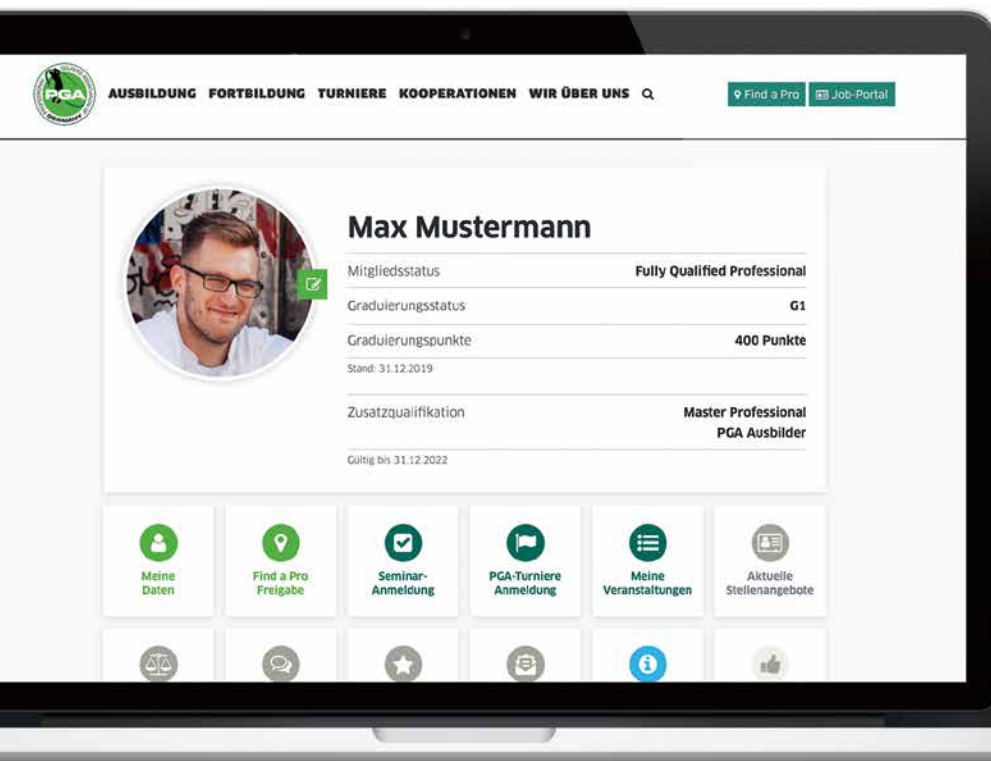 PGA
GERMANY
AUSBILDUNG FORTBILDUNG TURNIERE KOOPERATIONEN WIR ÜBER UNS
Find a Pro
Job-Portal
Max Mustermann
Mitgliedsstatus Fully Qualified Professional
Graduierungsstatus G1
Graduierungspunkte 400 Punkte
Stand: 31.12.2019
Zusatzqualifikation Master Professional
PGA Ausbilder
Gültig bis 31.12.2022
Meine
Daten
Find a Pro
Freigabe
Seminar-
Anmeldung
PGA-Turniere
Anmeldung
Meine
Veranstaltungen
Aktuelle
Stellenangebote